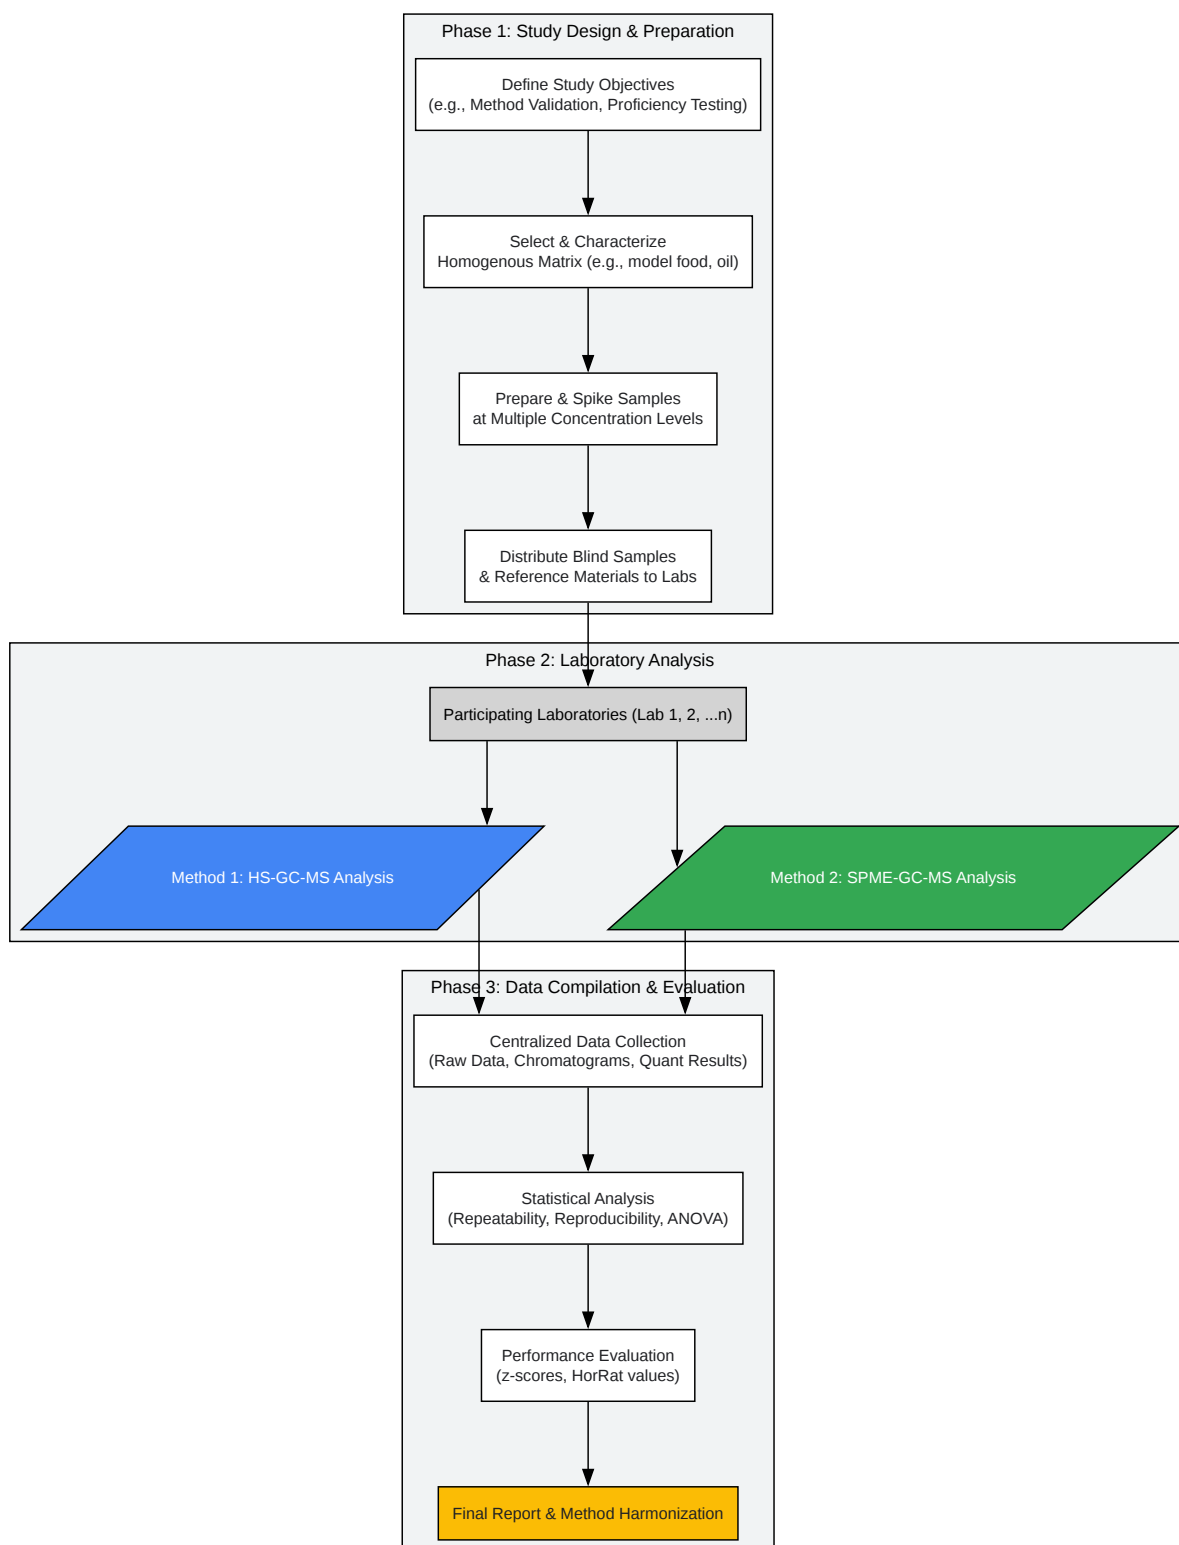 Phase 1: Study Design & Preparation
Define Study Objectives
(e.g., Method Validation, Proficiency Testing)
Select & Characterize
Homogenous Matrix (e.g., model food, oil)
Prepare & Spike Samples
at Multiple Concentration Levels
Distribute Blind Samples
& Reference Materials to Labs
Phase 2: Laboratory Analysis
Participating Laboratories (Lab 1, 2, ...n)
Method 1: HS-GC-MS Analysis
Method 2: SPME-GC-MS Analysis
Phase 3: Data Compilation & Evaluation
Centralized Data Collection
(Raw Data, Chromatograms, Quant Results)
Statistical Analysis
(Repeatability, Reproducibility, ANOVA)
Performance Evaluation
(z-scores, HorRat values)
Final Report & Method Harmonization